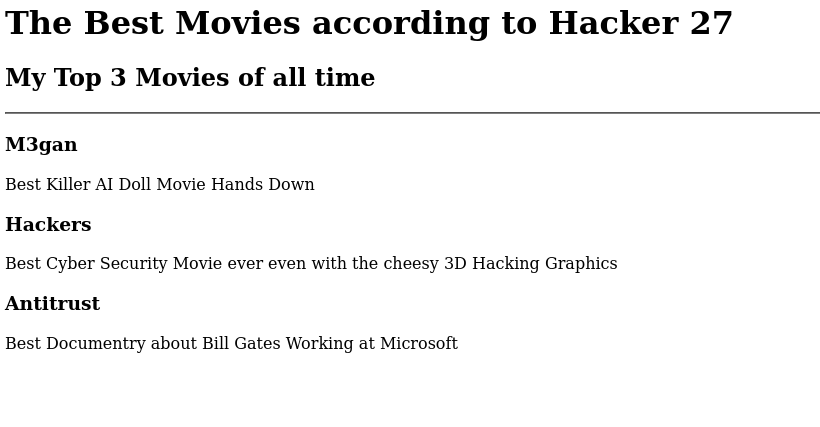 The Best Movies according to Hacker 27
My Top 3 Movies of all time
M3gan
Best Killer AI Doll Movie Hands Down
Hackers
Best Cyber Security Movie ever even with the cheesy 3D Hacking Graphics
Antitrust
Best Documentry about Bill Gates Working at Microsoft